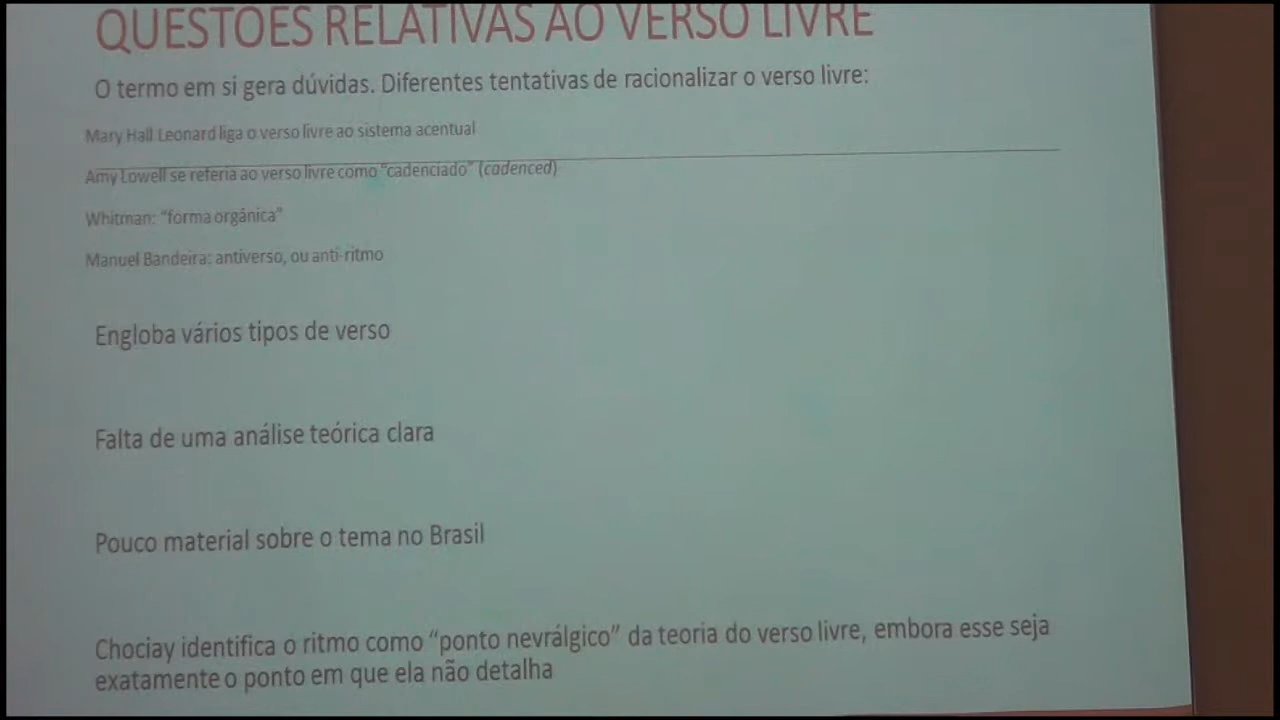 QUESTÕES RELATIVAS AO VERSO LIVRE
O termo em si gera dúvidas. Diferentes tentativas de racionalizar o verso livre:
Mary Hall Leonard liga o verso livre ao sistema acentual
Amy Lowell se referia ao verso livre como “cadenciado” (cadenced)
Whitman: “forma orgânica”
Manuel Bandeira: antiverso, ou anti-ritmo
Engloba vários tipos de verso
Falta de uma análise teórica clara
Pouco material sobre o tema no Brasil
Chociay identifica o ritmo como “ponto nevrálgico” da teoria do verso livre, embora esse seja
exatamente o ponto em que ela não detalha